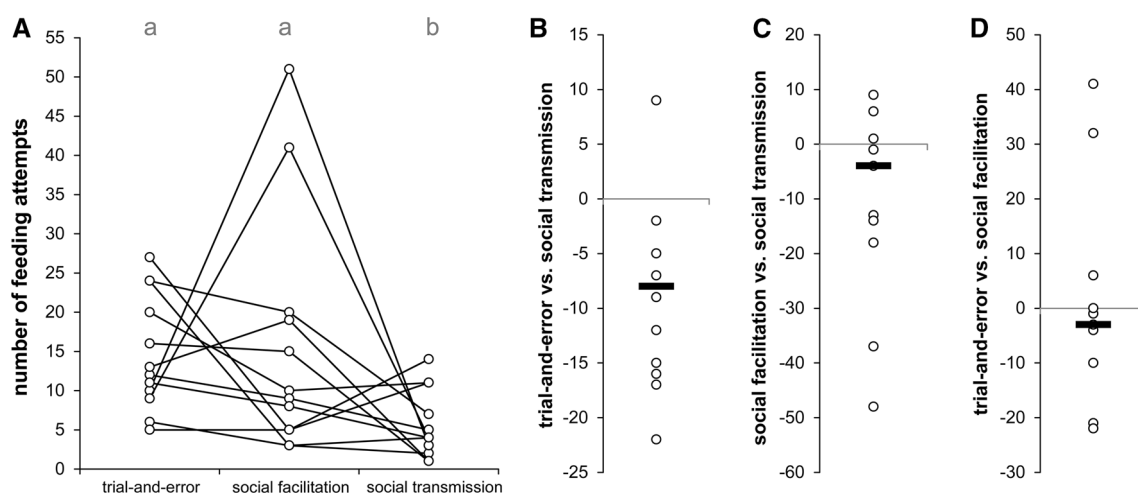 A
a
a
b
number of feeding attempts
55
50
45
40
35
30
25
20
15
10
5
0
trial-and-error
social facilitation
social transmission
B
trial-and-error vs. social transmission
15
10
5
0
-5
-10
-15
-20
-25
C
social facilitation vs. social transmission
20
10
0
-10
-20
-30
-40
-50
-60
D
trial-and-error vs. social facilitation
50
40
30
20
10
0
-10
-20
-30